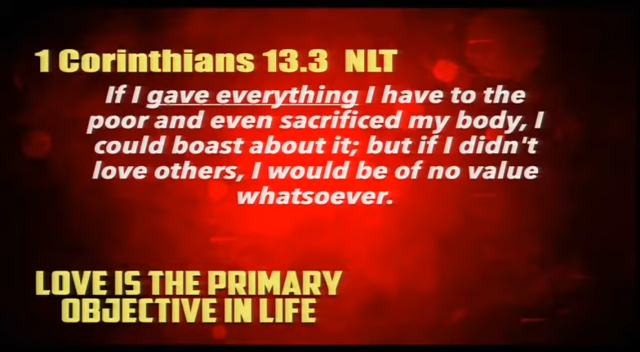 1 Corinthians 13.3 NLT
If I gave everything I have to the
poor and even sacrificed my body, I
could boast about it; but if I didn't
love others, I would be of no value
whatsoever.
LOVE IS THE PRIMARY
OBJECTIVE IN LIFE